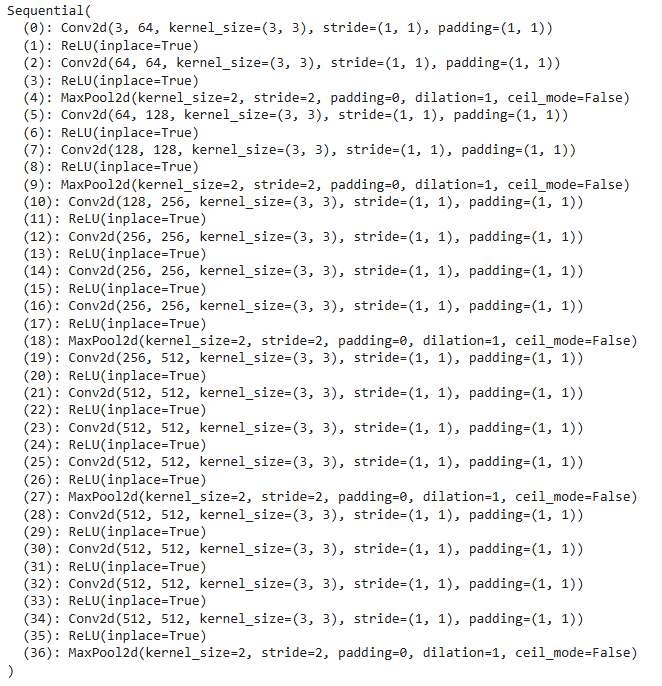 Sequential(
  (0): Conv2d(3, 64, kernel_size=(3, 3), stride=(1, 1), padding=(1, 1))
  (1): ReLU(inplace=True)
  (2): Conv2d(64, 64, kernel_size=(3, 3), stride=(1, 1), padding=(1, 1))
  (3): ReLU(inplace=True)
  (4): MaxPool2d(kernel_size=2, stride=2, padding=0, dilation=1, ceil_mode=False)
  (5): Conv2d(64, 128, kernel_size=(3, 3), stride=(1, 1), padding=(1, 1))
  (6): ReLU(inplace=True)
  (7): Conv2d(128, 128, kernel_size=(3, 3), stride=(1, 1), padding=(1, 1))
  (8): ReLU(inplace=True)
  (9): MaxPool2d(kernel_size=2, stride=2, padding=0, dilation=1, ceil_mode=False)
  (10): Conv2d(128, 256, kernel_size=(3, 3), stride=(1, 1), padding=(1, 1))
  (11): ReLU(inplace=True)
  (12): Conv2d(256, 256, kernel_size=(3, 3), stride=(1, 1), padding=(1, 1))
  (13): ReLU(inplace=True)
  (14): Conv2d(256, 256, kernel_size=(3, 3), stride=(1, 1), padding=(1, 1))
  (15): ReLU(inplace=True)
  (16): Conv2d(256, 256, kernel_size=(3, 3), stride=(1, 1), padding=(1, 1))
  (17): ReLU(inplace=True)
  (18): MaxPool2d(kernel_size=2, stride=2, padding=0, dilation=1, ceil_mode=False)
  (19): Conv2d(256, 512, kernel_size=(3, 3), stride=(1, 1), padding=(1, 1))
  (20): ReLU(inplace=True)
  (21): Conv2d(512, 512, kernel_size=(3, 3), stride=(1, 1), padding=(1, 1))
  (22): ReLU(inplace=True)
  (23): Conv2d(512, 512, kernel_size=(3, 3), stride=(1, 1), padding=(1, 1))
  (24): ReLU(inplace=True)
  (25): Conv2d(512, 512, kernel_size=(3, 3), stride=(1, 1), padding=(1, 1))
  (26): ReLU(inplace=True)
  (27): MaxPool2d(kernel_size=2, stride=2, padding=0, dilation=1, ceil_mode=False)
  (28): Conv2d(512, 512, kernel_size=(3, 3), stride=(1, 1), padding=(1, 1))
  (29): ReLU(inplace=True)
  (30): Conv2d(512, 512, kernel_size=(3, 3), stride=(1, 1), padding=(1, 1))
  (31): ReLU(inplace=True)
  (32): Conv2d(512, 512, kernel_size=(3, 3), stride=(1, 1), padding=(1, 1))
  (33): ReLU(inplace=True)
  (34): Conv2d(512, 512, kernel_size=(3, 3), stride=(1, 1), padding=(1, 1))
  (35): ReLU(inplace=True)
  (36): MaxPool2d(kernel_size=2, stride=2, padding=0, dilation=1, ceil_mode=False)
)